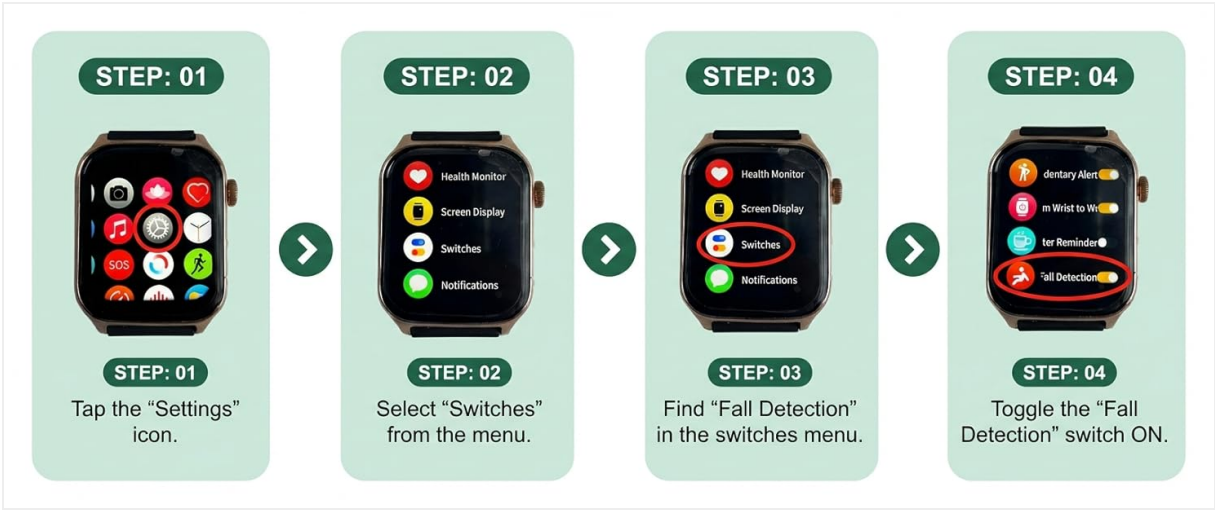 STEP: 01
SOS
STEP: 01
Tap the “Settings”
icon.
STEP: 02
Health Monitor
Screen Display
Switches
Notifications
STEP: 02
Select “Switches”
from the menu.
STEP: 03
Health Monitor
Screen Display
Switches
Notifications
STEP: 03
Find “Fall Detection”
in the switches menu.
STEP: 04
dentary Alert
m Wrist to Wr
ter Reminder
Fall Detection
STEP: 04
Toggle the “Fall
Detection” switch ON.